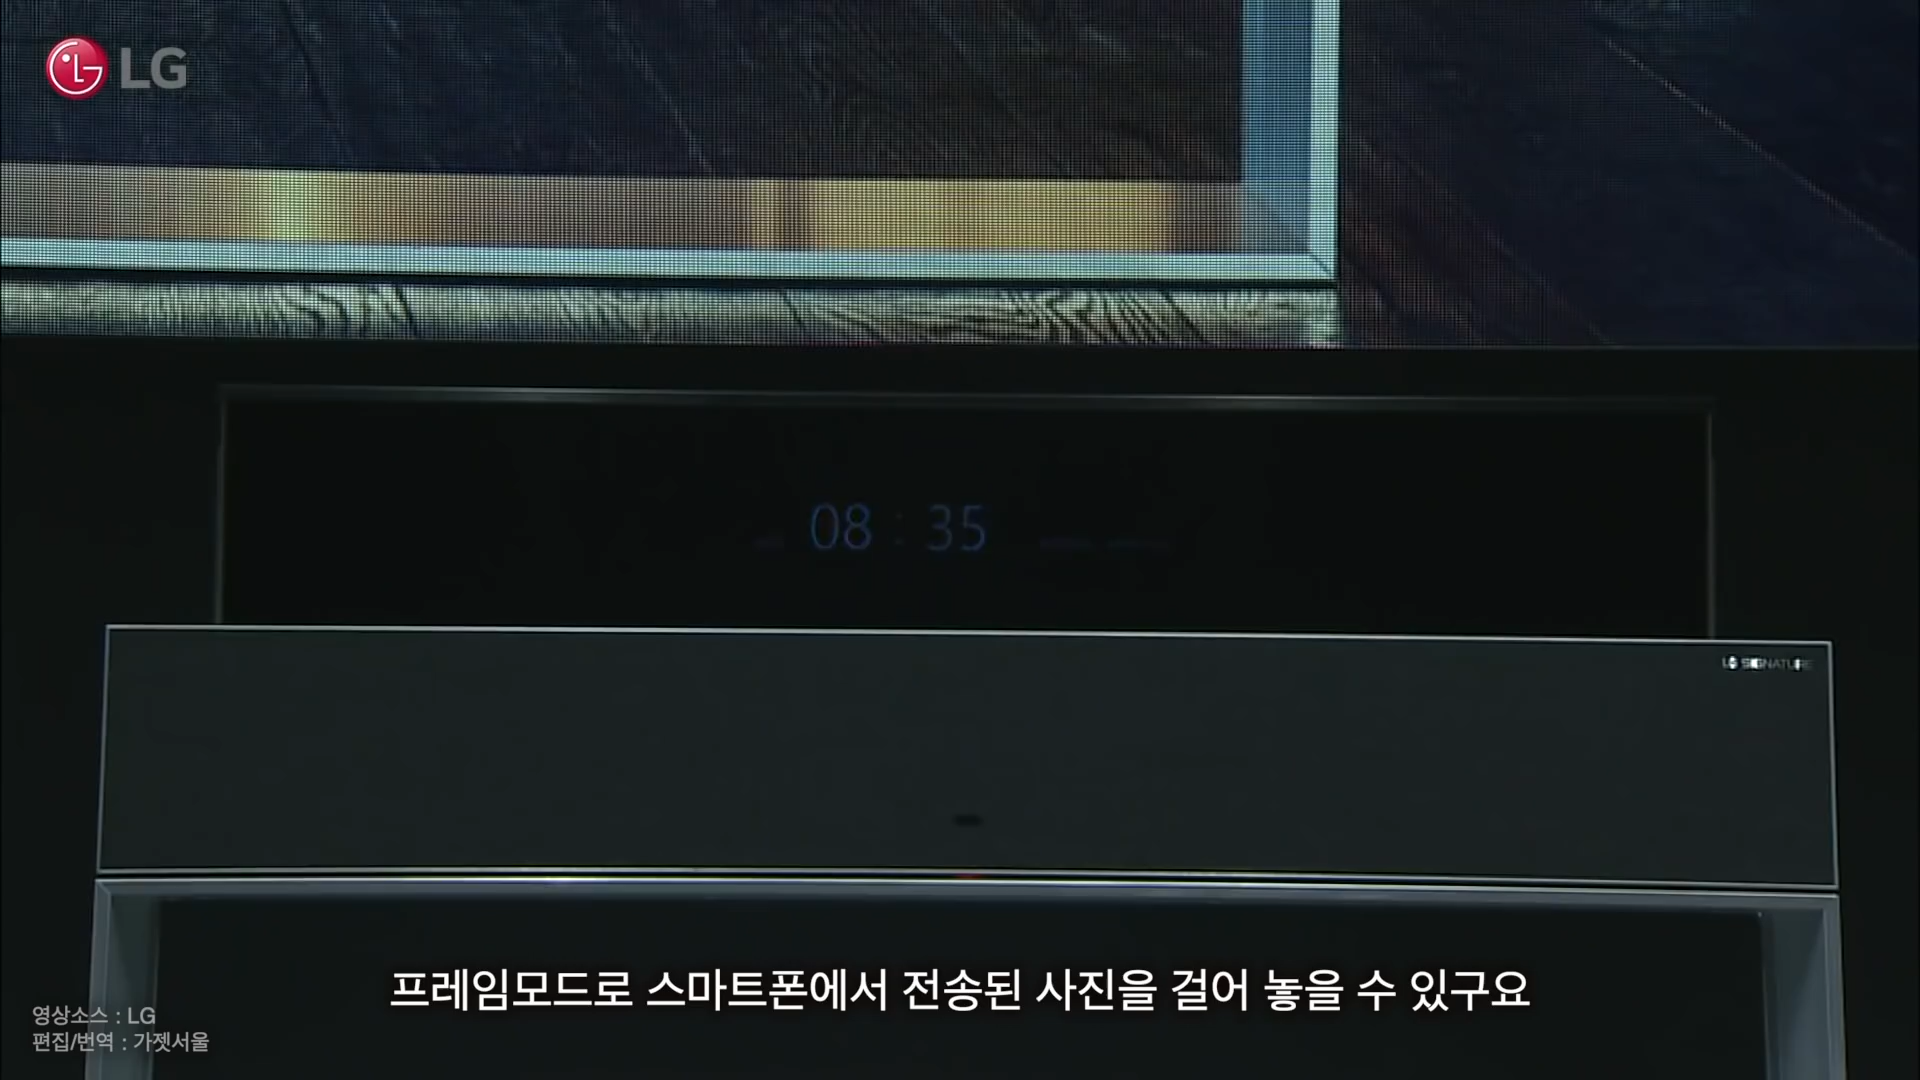 LG
08 : 35
LG SIGNATURE
프레임모드로 스마트폰에서 전송된 사진을 걸어 놓을 수 있구요
영상소스 : LG
편집/번역 : 가젯서울